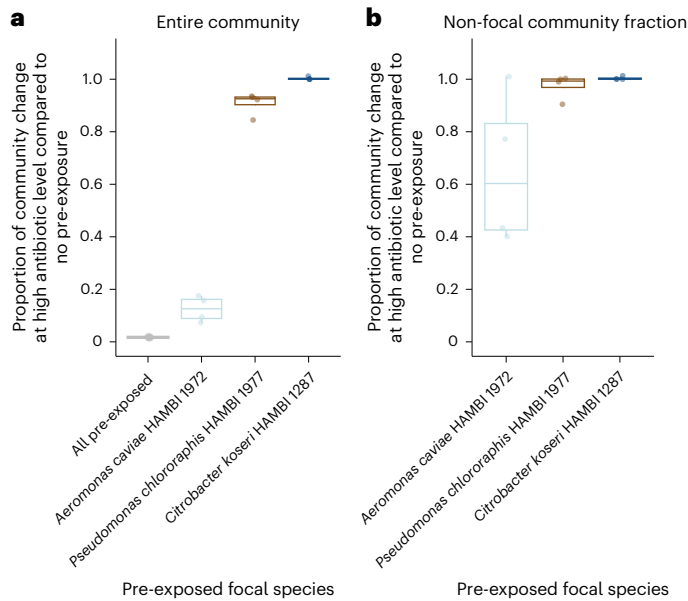 a
Entire community
Proportion of community change
at high antibiotic level compared to
no pre-exposure
1.0
0.8
0.6
0.4
0.2
0
All pre-exposed
Aeromonas caviae HAMBI 1972
Pseudomonas chlororaphis HAMBI 1977
Citrobacter koseri HAMBI 1287
Pre-exposed focal species
b
Non-focal community fraction
Proportion of community change
at high antibiotic level compared to
no pre-exposure
1.0
0.8
0.6
0.4
0.2
0
Aeromonas caviae HAMBI 1972
Pseudomonas chlororaphis HAMBI 1977
Citrobacter koseri HAMBI 1287
Pre-exposed focal species